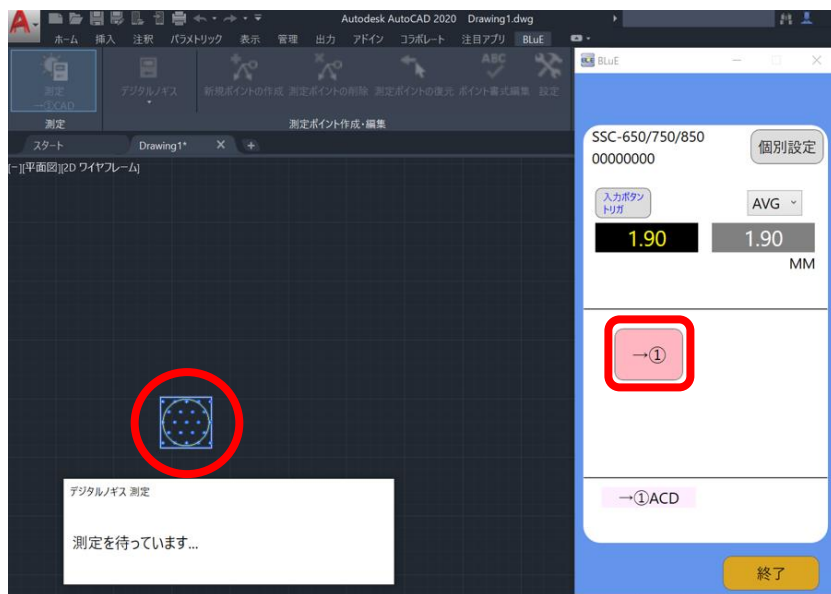 A
Autodesk AutoCAD 2020 Drawing1.dwg
ホーム 挿入 注釈 パラメトリック 表示 管理 出力 アドイン コラボレート 注目アプリ BLuE
測定
→①CAD
デジタルノギス
新規ポイントの作成 測定ポイントの削除 測定ポイントの復元 ポイント書式編集 設定
ABC
測定 測定ポイント作成・編集
スタート Drawing1* X +
[−][平面図][2D ワイヤフレーム]
デジタルノギス 測定
測定を待っています...
BLuE
SSC-650/750/850
00000000
個別設定
入力ボタン
トリガ
AVG
1.90 1.90
MM
→①
→①ACD
終了